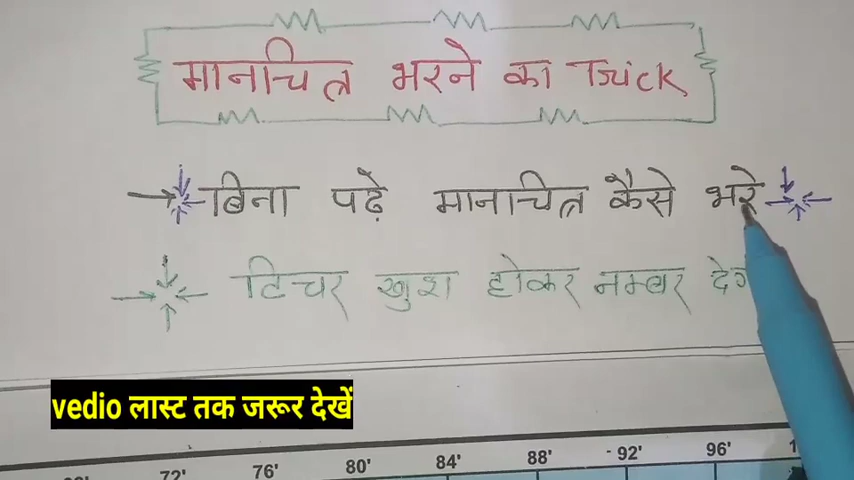 मानचित्र भरने का Trick
बिना पढ़े मानचित्र कैसे भरे
टिचर खुश होकर नम्बर
vedio लास्ट तक जरूर देखें
72' 76' 80' 84' 88' 92' 96'